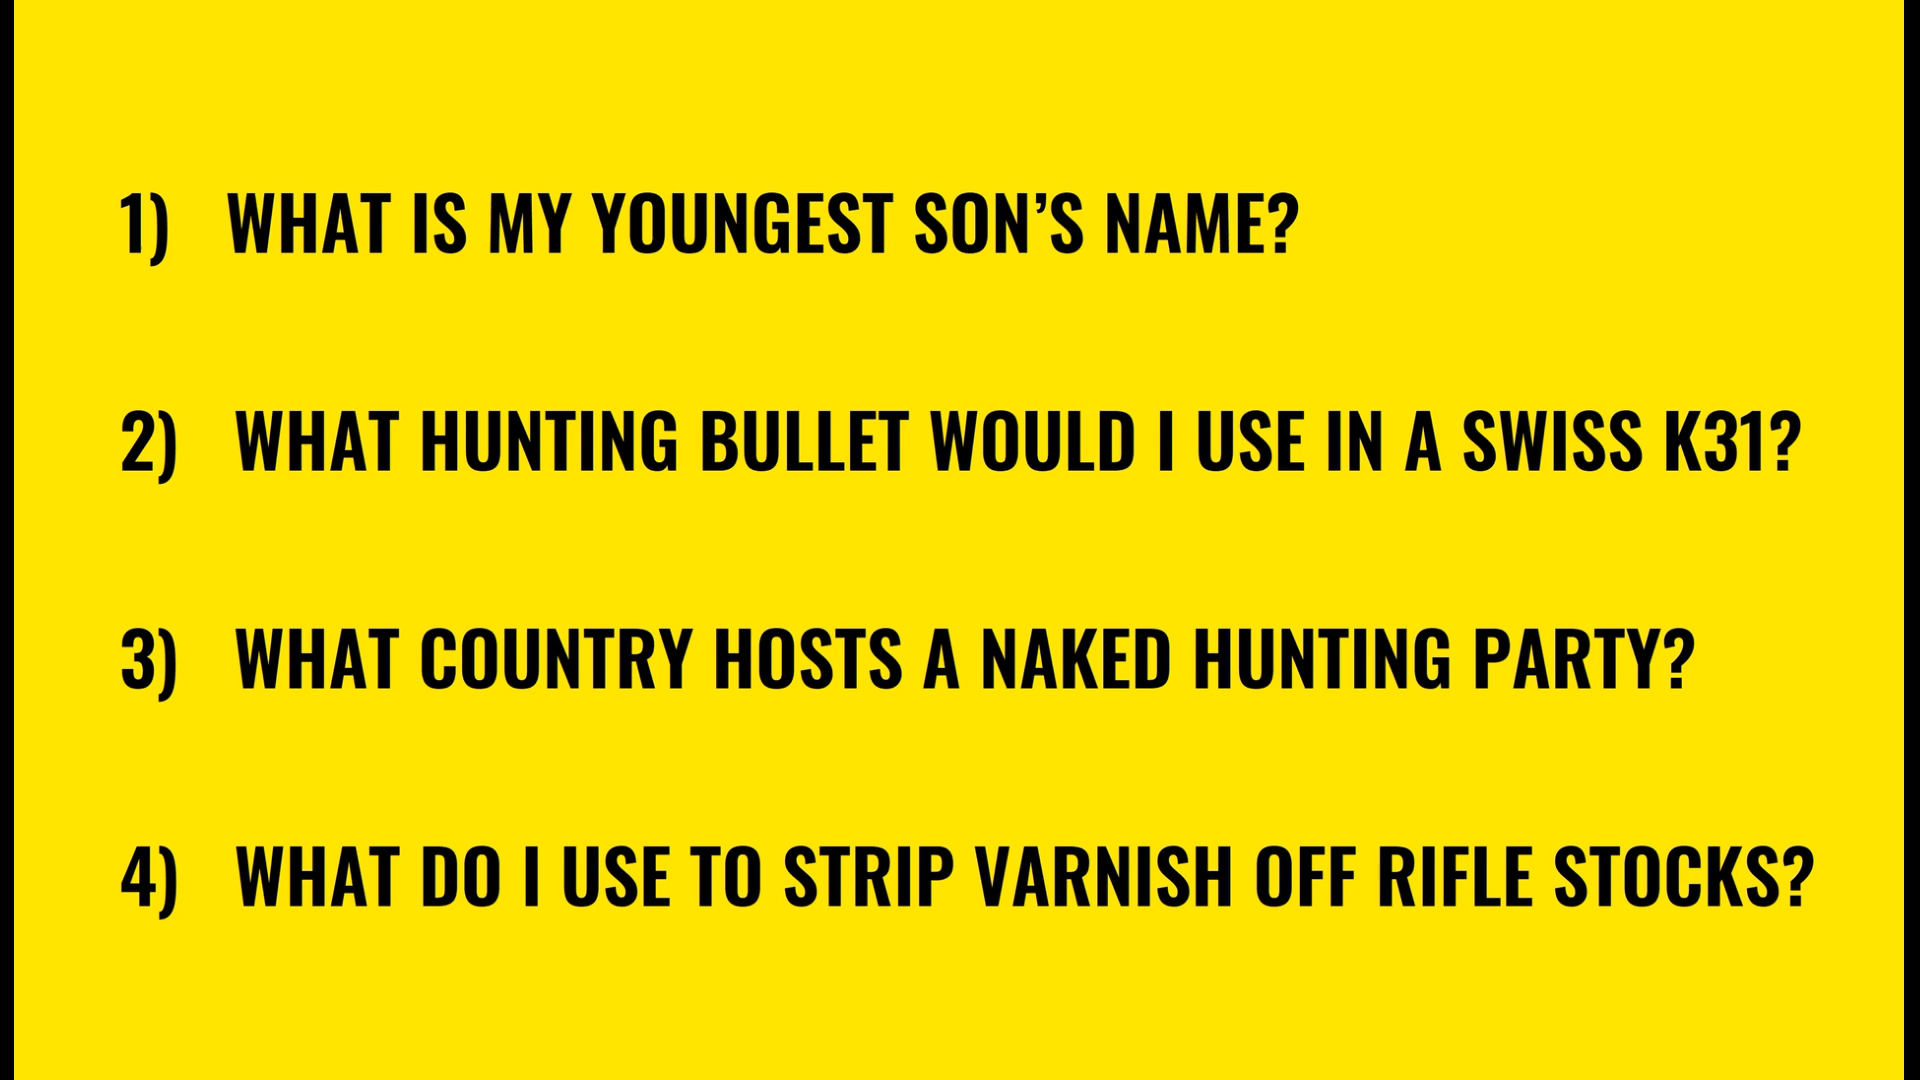 1) WHAT IS MY YOUNGEST SON’S NAME?
2) WHAT HUNTING BULLET WOULD I USE IN A SWISS K31?
3) WHAT COUNTRY HOSTS A NAKED HUNTING PARTY?
4) WHAT DO I USE TO STRIP VARNISH OFF RIFLE STOCKS?